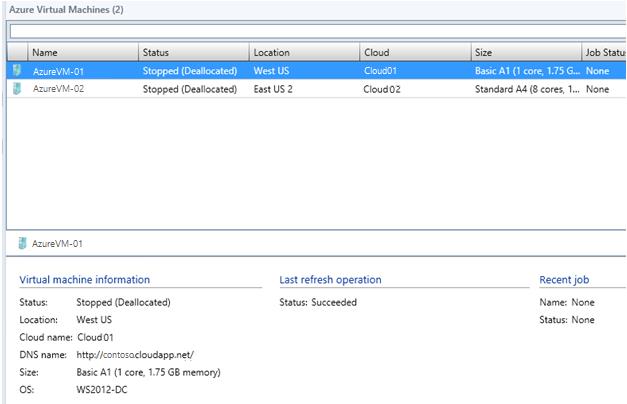 Azure Virtual Machines (2)
Name Status Location Cloud Size Job Status
AzureVM-01 Stopped (Deallocated) West US Cloud01 Basic A1 (1 core, 1.75 G... None
AzureVM-02 Stopped (Deallocated) East US 2 Cloud02 Standard A4 (8 cores, 1... None
AzureVM-01
Virtual machine information Last refresh operation Recent job
Status: Stopped (Deallocated) Status: Succeeded Name: None
Location: West US Status: None
Cloud name: Cloud01
DNS name: http://contoso.cloudapp.net/
Size: Basic A1 (1 core, 1.75 GB memory)
OS: WS2012-DC